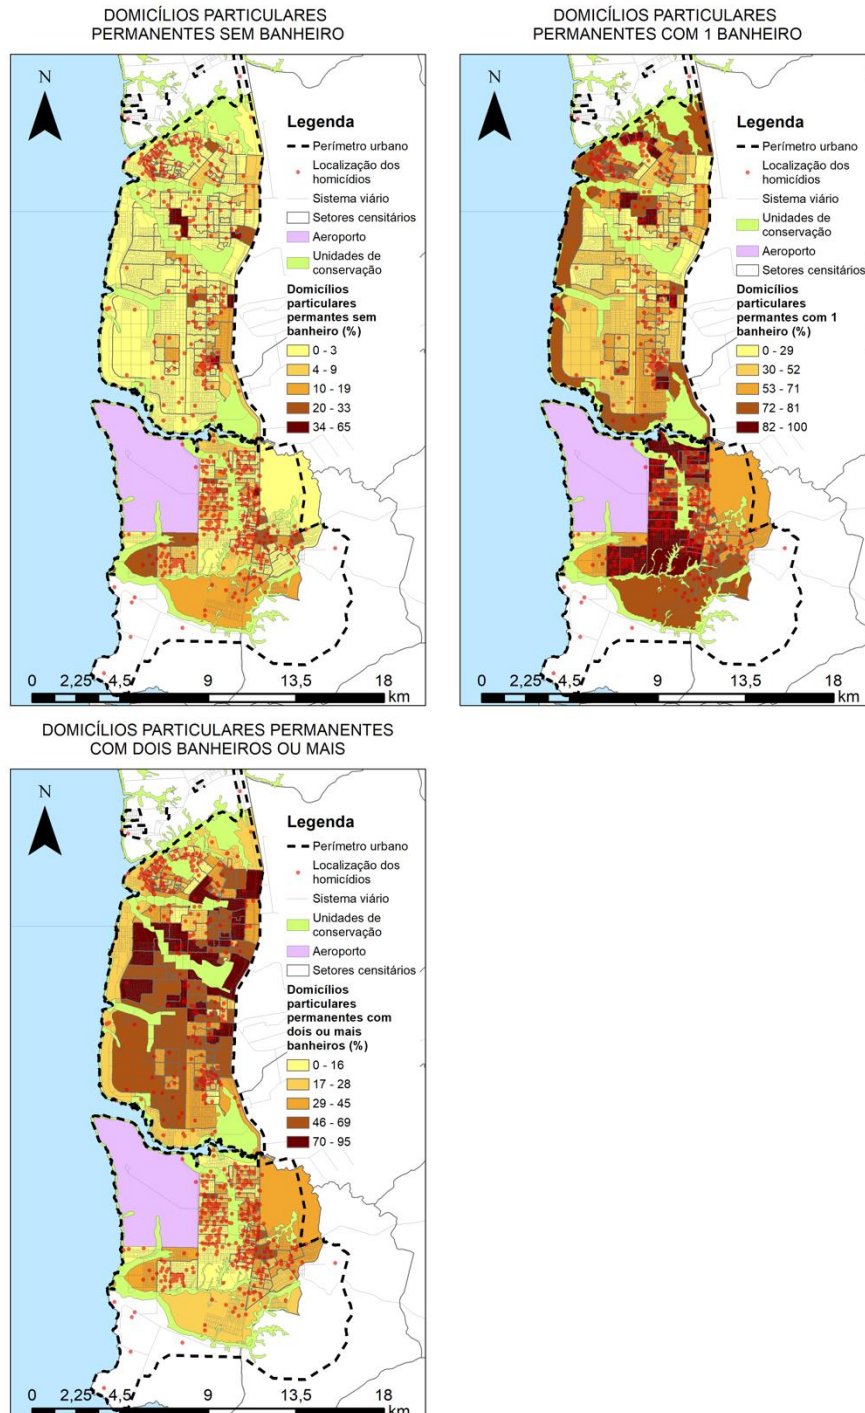 DOMICÍLIOS PARTICULARES
PERMANENTES SEM BANHEIRO
N
Legenda
Perímetro urbano
Localização dos
homicídios
Sistema viário
Setores censitários
Aeroporto
Unidades de
conservação
Domicílios
particulares
permantes sem
banheiro (%)
0 - 3
4 - 9
10 - 19
20 - 33
34 - 65
0 2,25 4,5 9 13,5 18
km
DOMICÍLIOS PARTICULARES
PERMANENTES COM 1 BANHEIRO
N
Legenda
Perímetro urbano
Localização dos
homicídios
Sistema viário
Unidades de
conservação
Aeroporto
Setores censitários
Domicílios
particulares
permantes com 1
banheiro (%)
0 - 29
30 - 52
53 - 71
72 - 81
82 - 100
0 2,25 4,5 9 13,5 18
km
DOMICÍLIOS PARTICULARES PERMANENTES
COM DOIS BANHEIROS OU MAIS
N
Legenda
Perímetro urbano
Localização dos
homicídios
Sistema viário
Unidades de
conservação
Aeroporto
Setores censitários
Domicílios
particulares
permanentes com
dois ou mais
banheiros (%)
0 - 16
17 - 28
29 - 45
46 - 69
70 - 95
0 2,25 4,5 9 13,5 18
km